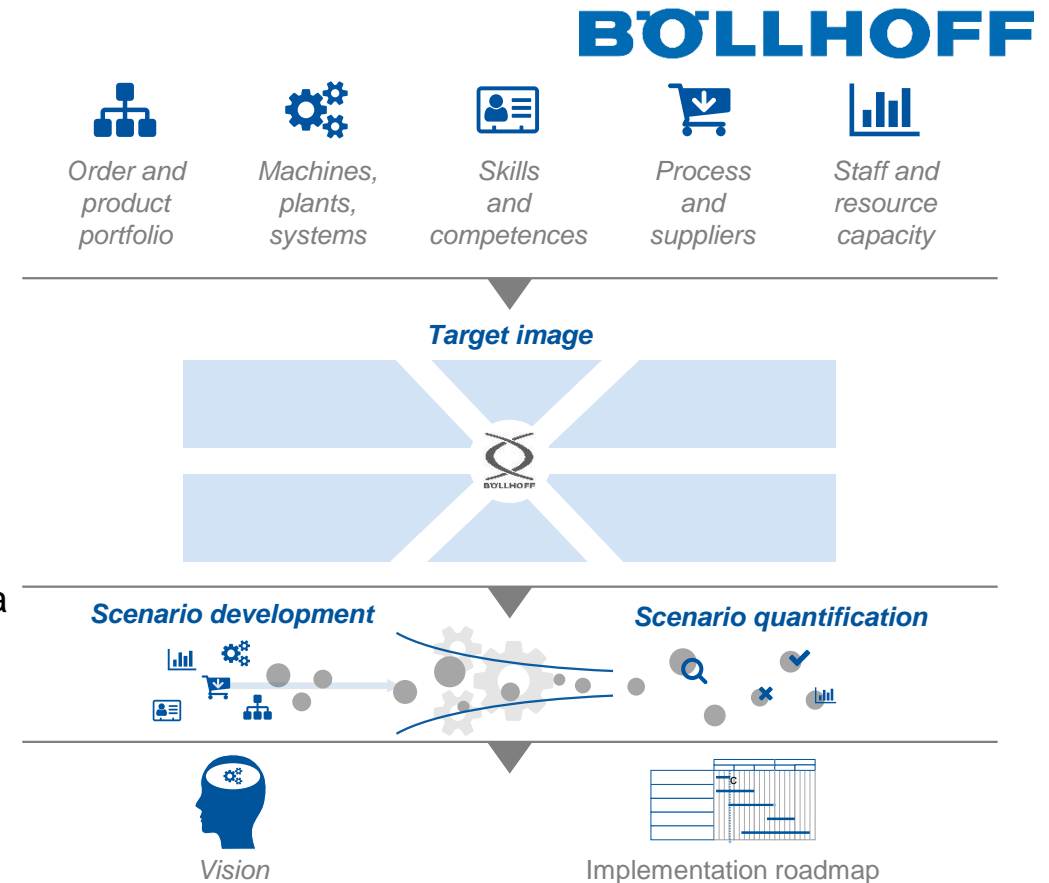 BÖLLHOFF
Order and
product
portfolio
Machines,
plants,
systems
Skills
and
competences
Process
and
suppliers
Staff and
resource
capacity
Target image
BÖLLHOFF
a
Scenario development
Scenario quantification
C
Vision
Implementation roadmap